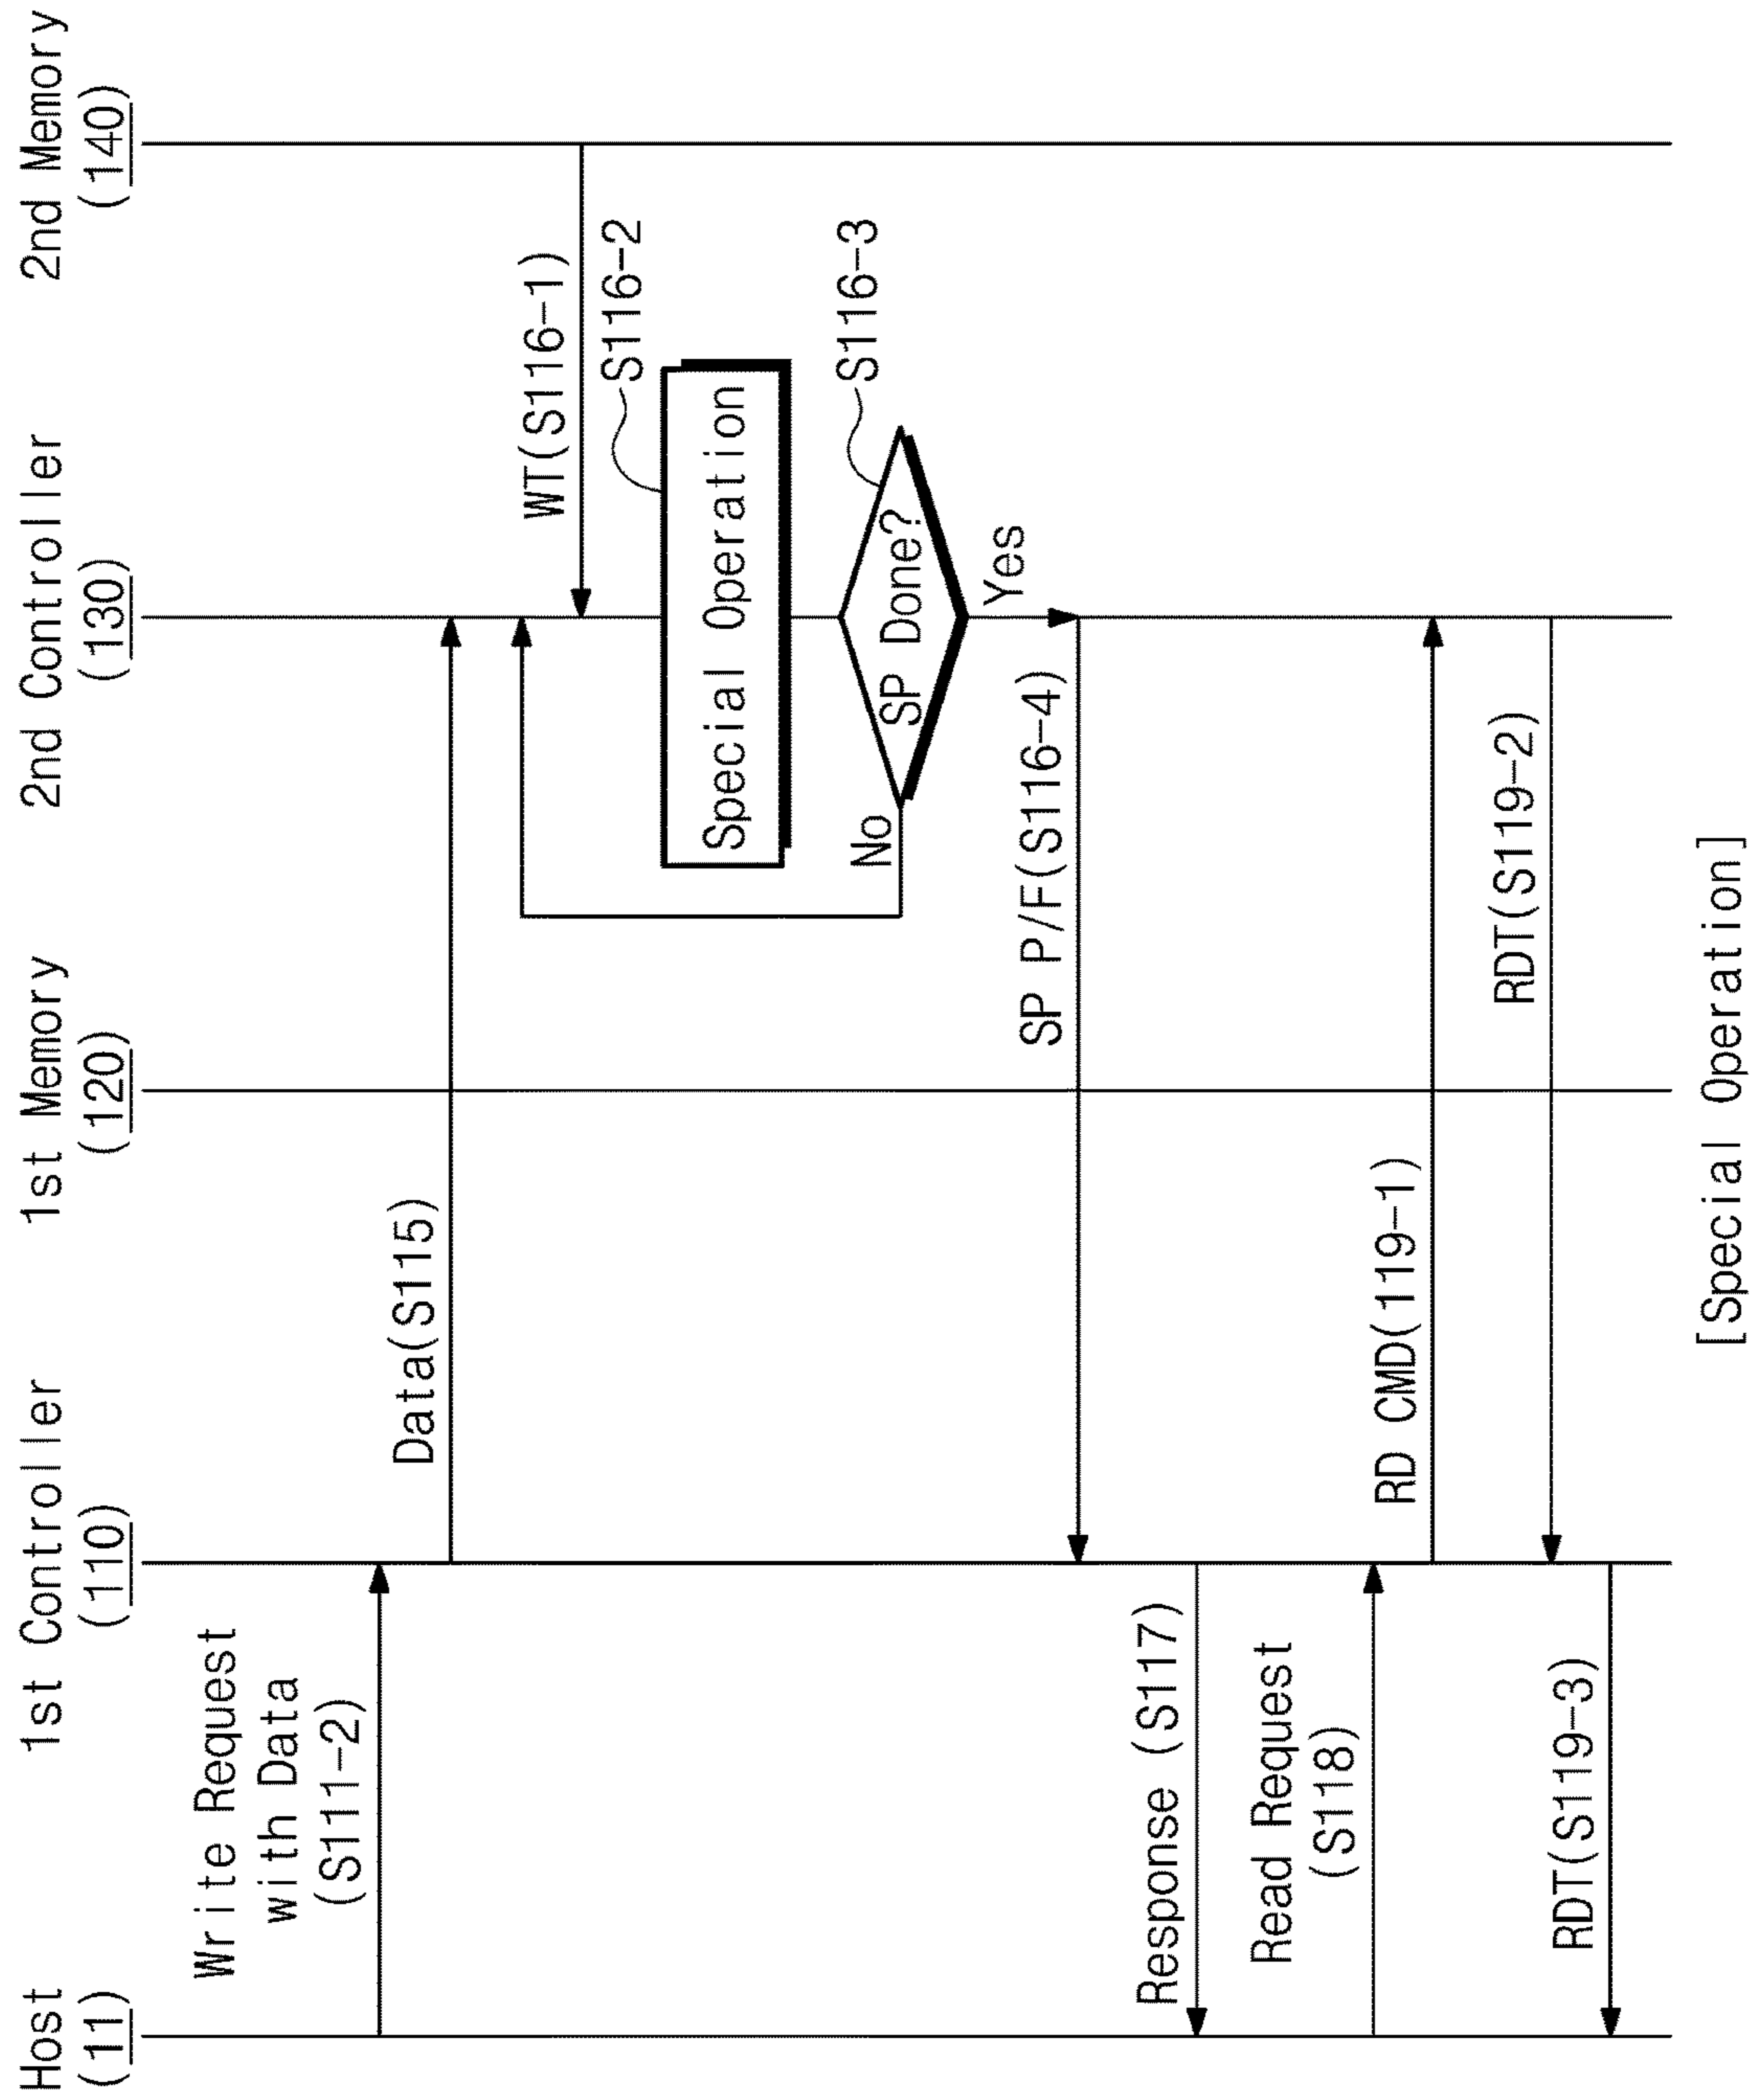 Host
(11)
1st Controller
(110)
1st Memory
(120)
2nd Controller
(130)
2nd Memory
(140)
Write Request
with Data
(S111-2)
Data(S115)
WT(S116-1)
S116-2
Special Operation
S116-3
SP Done?
No
Yes
SP P/F(S116-4)
Response (S117)
Read Request
(S118)
RD CMD(119-1)
RDT(S119-2)
RDT(S119-3)
[Special Operation]